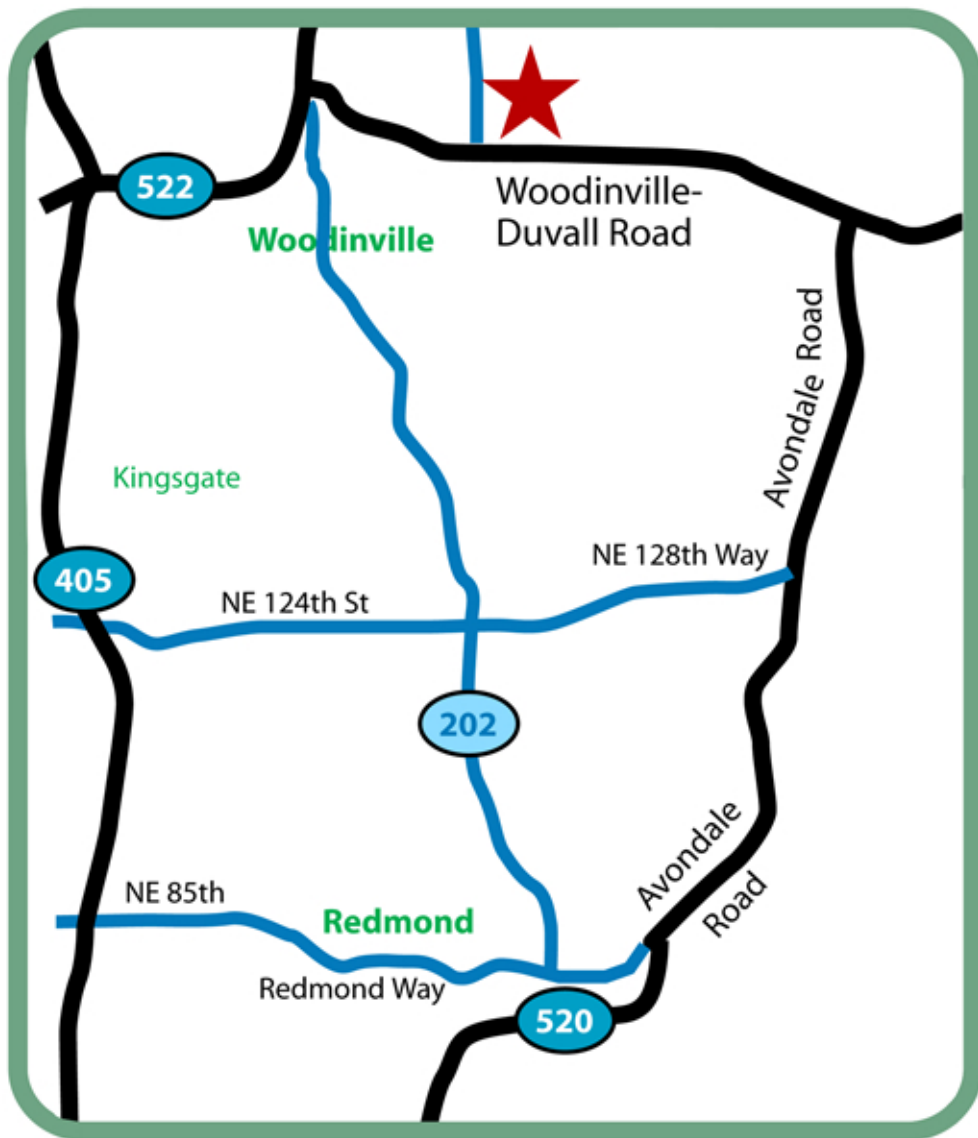 522
Woodinville-
Duvall Road
Woodinville
Avondale Road
Kingsgate
NE 128th Way
405
NE 124th St
202
Avondale
Road
NE 85th
Redmond
Redmond Way
520